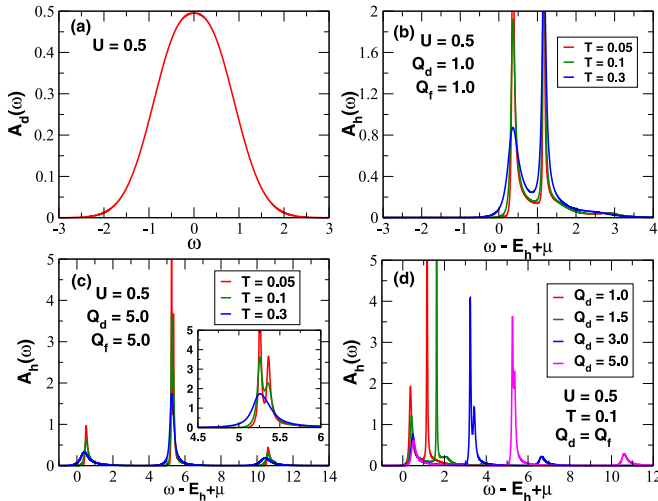 (a)
U = 0.5
A_d(ω)
0.5
0.4
0.3
0.2
0.1
0
-3 -2 -1 0 1 2 3
ω
(b)
U = 0.5
Q_d = 1.0
Q_f = 1.0
T = 0.05
T = 0.1
T = 0.3
A_h(ω)
2
1.6
1.2
0.8
0.4
0
-3 -2 -1 0 1 2 3 4
ω - E_h+μ
(c)
U = 0.5
Q_d = 5.0
Q_f = 5.0
T = 0.05
T = 0.1
T = 0.3
A_h(ω)
5
4
3
2
1
0
5
4
3
2
1
0
4.5 5 5.5 6
-2 0 2 4 6 8 10 12 14
ω - E_h+μ
(d)
Q_d = 1.0
Q_d = 1.5
Q_d = 3.0
Q_d = 5.0
U = 0.5
T = 0.1
Q_d = Q_f
A_h(ω)
5
4
3
2
1
0
-2 0 2 4 6 8 10 12
ω - E_h+μ